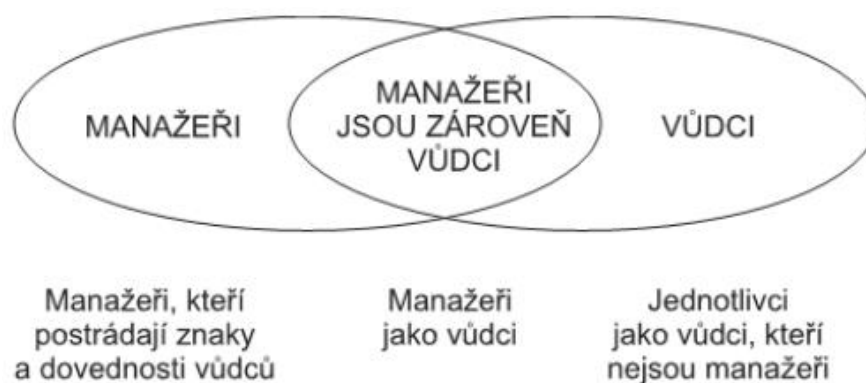 MANAŽEŘI
MANAŽEŘI
JSOU ZÁROVEŇ
VŮDCI
VŮDCI
Manažeři, kteří
postrádají znaky
a dovednosti vůdců
Manažeři
jako vůdci
Jednotlivci
jako vůdci, kteří
nejsou manažeři